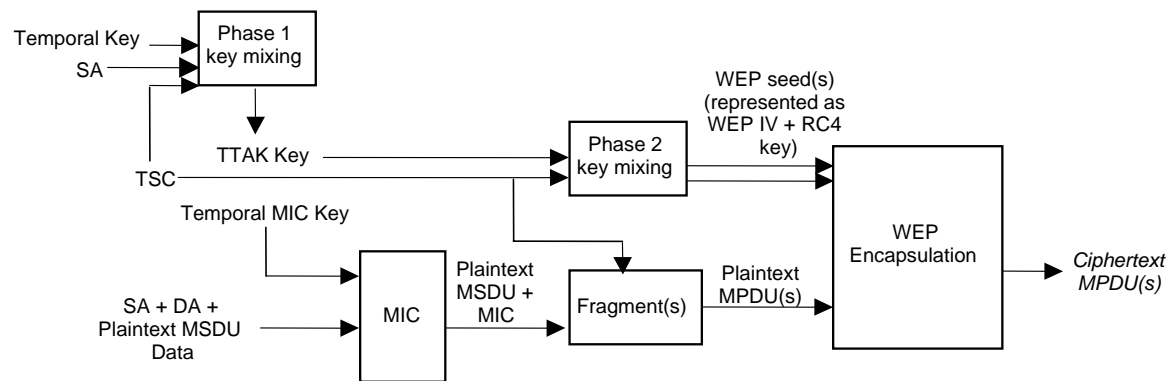 Temporal Key
SA
Phase 1
key mixing
TTAK Key
TSC
Phase 2
key mixing
WEP seed(s)
(represented as
WEP IV + RC4
key)
Temporal MIC Key
SA + DA +
Plaintext MSDU
Data
MIC
Plaintext
MSDU +
MIC
Fragment(s)
Plaintext
MPDU(s)
WEP
Encapsulation
Ciphertext
MPDU(s)